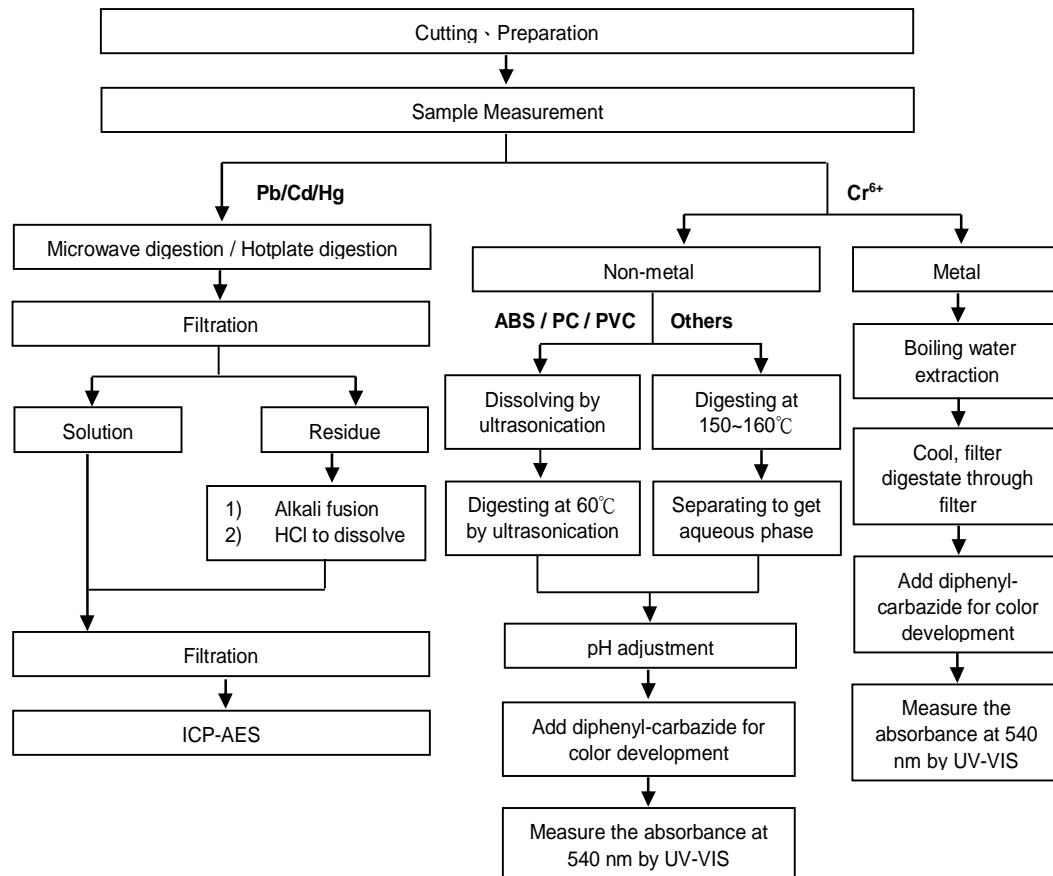 Cutting、Preparation
Sample Measurement
Pb/Cd/Hg
Microwave digestion / Hotplate digestion
Filtration
Solution
Residue
1) Alkali fusion
2) HCl to dissolve
Filtration
ICP-AES
Cr⁶⁺
Non-metal
ABS / PC / PVC
Others
Dissolving by
ultrasonication
Digesting at 60℃
by ultrasonication
Digesting at
150~160℃
Separating to get
aqueous phase
pH adjustment
Add diphenyl-carbazide for
color development
Measure the absorbance at
540 nm by UV-VIS
Metal
Boiling water
extraction
Cool, filter
digestate through
filter
Add diphenyl-
carbazide for color
development
Measure the
absorbance at 540
nm by UV-VIS